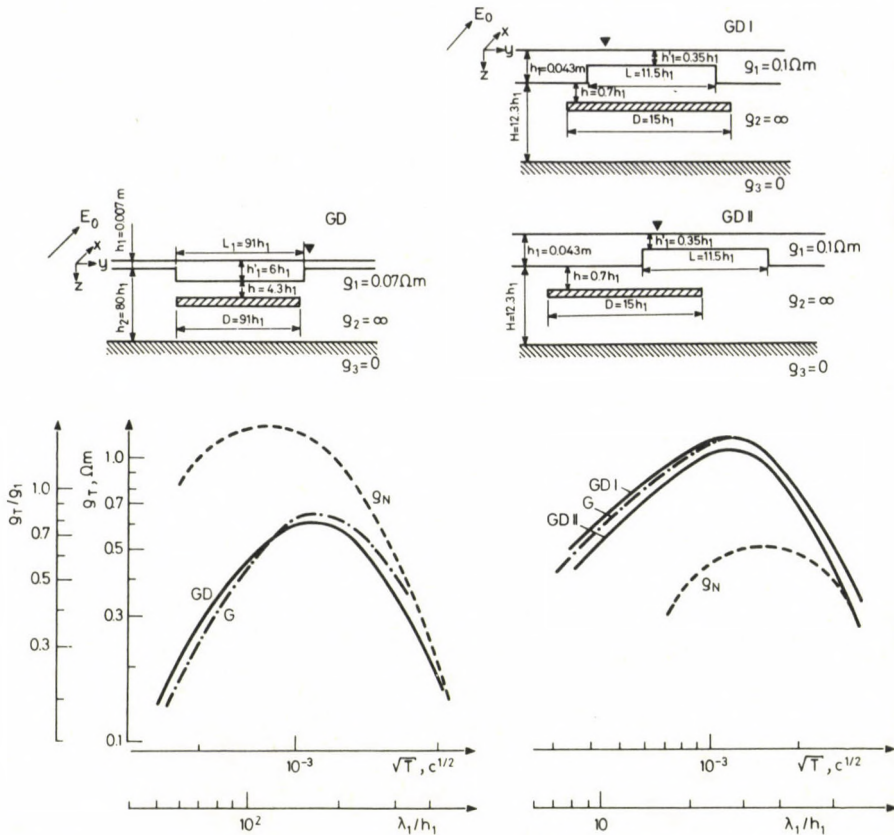 E₀
x
y
z
GD I
h₁=0.043m
h'₁=0.35h₁
ϱ₁=0.1Ωm
L=11.5h₁
h=0.7h₁
H=12.3h₁
D=15h₁
ϱ₂=∞
ϱ₃=0
E₀
x
y
z
GD
h₁=0.007m
L₁=91h₁
h'₁=6h₁
ϱ₁=0.07Ωm
h=4.3h₁
h₂=80h₁
D=91h₁
ϱ₂=∞
ϱ₃=0
GD II
h₁=0.043m
h'₁=0.35h₁
ϱ₁=0.1Ωm
L=11.5h₁
h=0.7h₁
H=12.3h₁
D=15h₁
ϱ₂=∞
ϱ₃=0
ϱT/ϱ₁
1.0
0.7
0.5
0.3
ϱT, Ωm
1.0
0.7
0.5
0.3
0.1
ϱN
GD
G
10⁻³
√T, c^1/2
10²
λ₁/h₁
GD I
G
GD II
ϱN
10⁻³
√T, c^1/2
10
λ₁/h₁